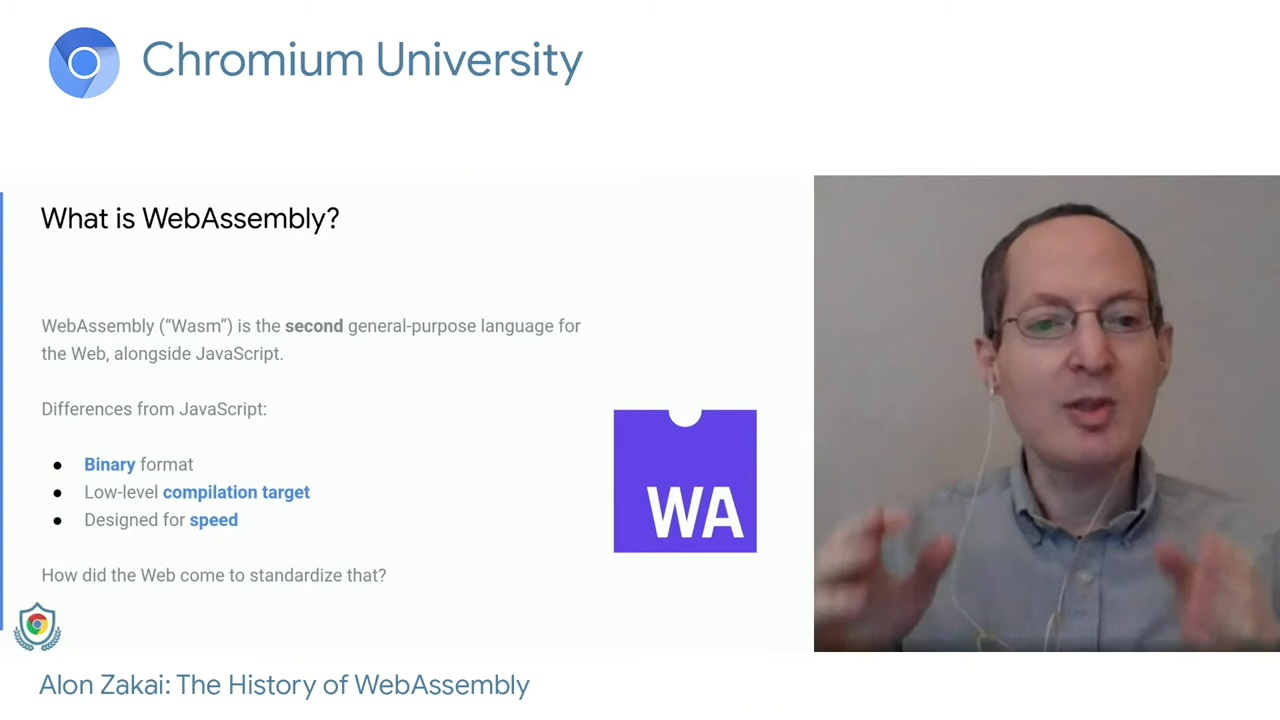 Chromium University
What is WebAssembly?
WebAssembly (“Wasm”) is the second general-purpose language for
the Web, alongside JavaScript.
Differences from JavaScript:
● Binary format
● Low-level compilation target
● Designed for speed
WA
How did the Web come to standardize that?
Alon Zakai: The History of WebAssembly